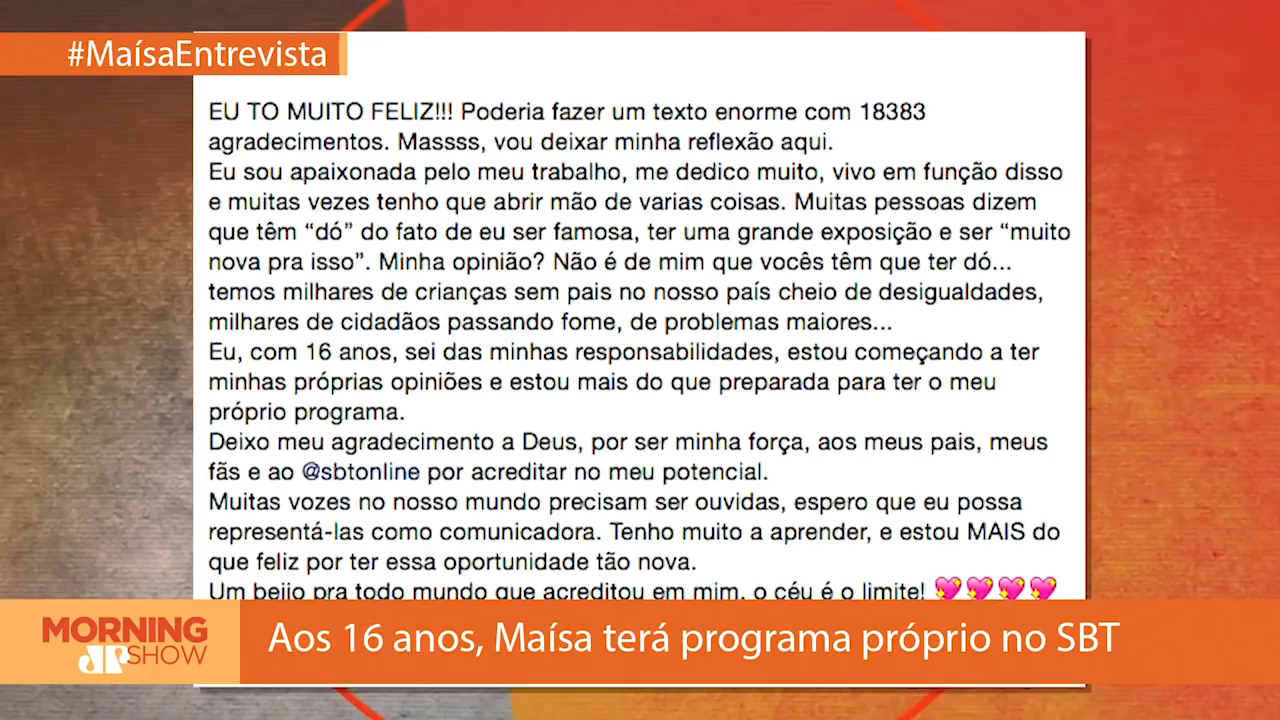 #MaísaEntrevista
EU TO MUITO FELIZ!!! Poderia fazer um texto enorme com 18383
agradecimentos. Massss, vou deixar minha reflexão aqui.
Eu sou apaixonada pelo meu trabalho, me dedico muito, vivo em função disso
e muitas vezes tenho que abrir mão de varias coisas. Muitas pessoas dizem
que têm “dó” do fato de eu ser famosa, ter uma grande exposição e ser “muito
nova pra isso”. Minha opinião? Não é de mim que vocês têm que ter dó...
temos milhares de crianças sem pais no nosso país cheio de desigualdades,
milhares de cidadãos passando fome, de problemas maiores...
Eu, com 16 anos, sei das minhas responsabilidades, estou começando a ter
minhas próprias opiniões e estou mais do que preparada para ter o meu
próprio programa.
Deixo meu agradecimento a Deus, por ser minha força, aos meus pais, meus
fãs e ao @sbtonline por acreditar no meu potencial.
Muitas vozes no nosso mundo precisam ser ouvidas, espero que eu possa
representá-las como comunicadora. Tenho muito a aprender, e estou MAIS do
que feliz por ter essa oportunidade tão nova.
Um beijo pra todo mundo que acreditou em mim, o céu é o limite! 💖💖💖💖
MORNING
JP SHOW
Aos 16 anos, Maísa terá programa próprio no SBT